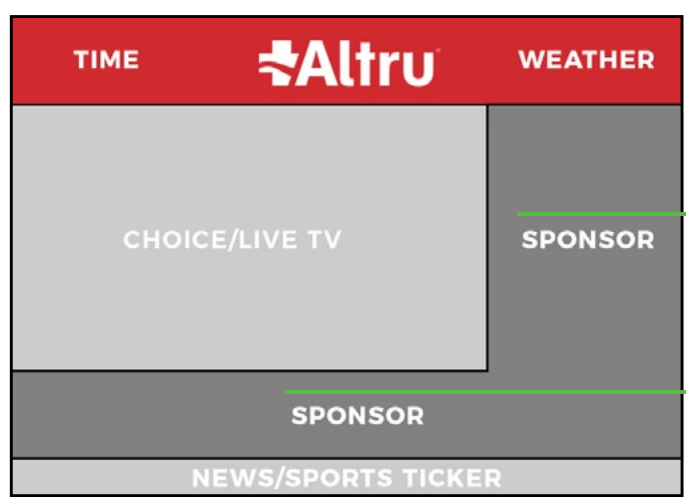 TIME
Altru
WEATHER
CHOICE/LIVE TV
SPONSOR
SPONSOR
NEWS/SPORTS TICKER